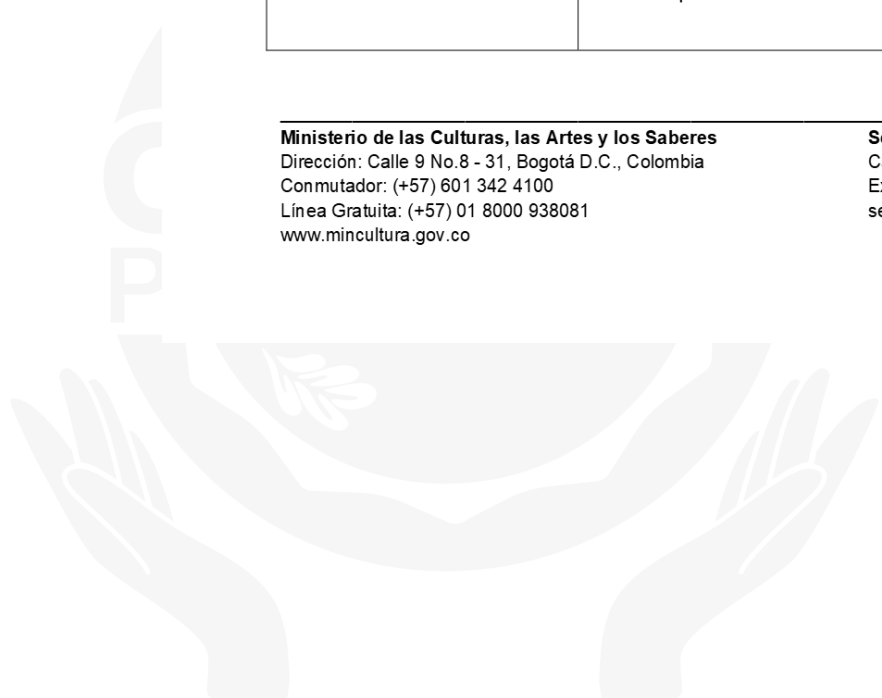 Ministerio de las Culturas, las Artes y los Saberes
Dirección: Calle 9 No.8 - 31, Bogotá D.C., Colombia
Conmutador: (+57) 601 342 4100
Línea Gratuita: (+57) 01 8000 938081
www.mincultura.gov.co